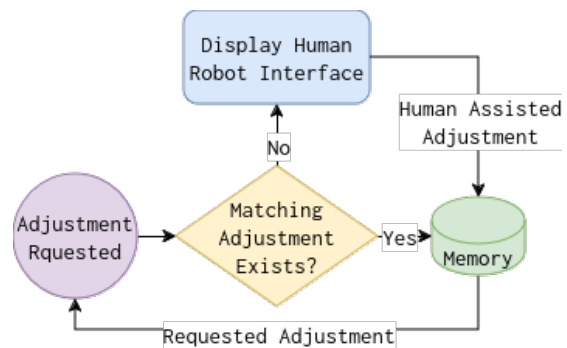 Display Human
Robot Interface
Human Assisted
Adjustment
No
Adjustment
Rquested
Matching
Adjustment
Exists?
Yes
Memory
Requested Adjustment